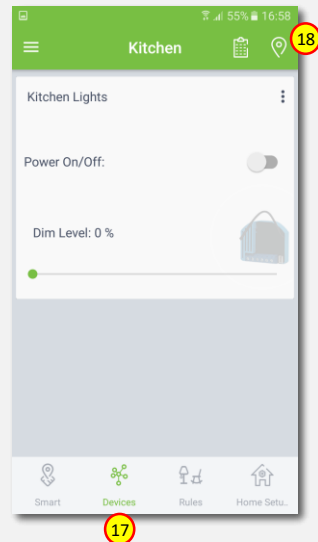 55% 16:58
Kitchen
18
Kitchen Lights
Power On/Off:
Dim Level: 0 %
Smart Devices Rules Home Setu..
17